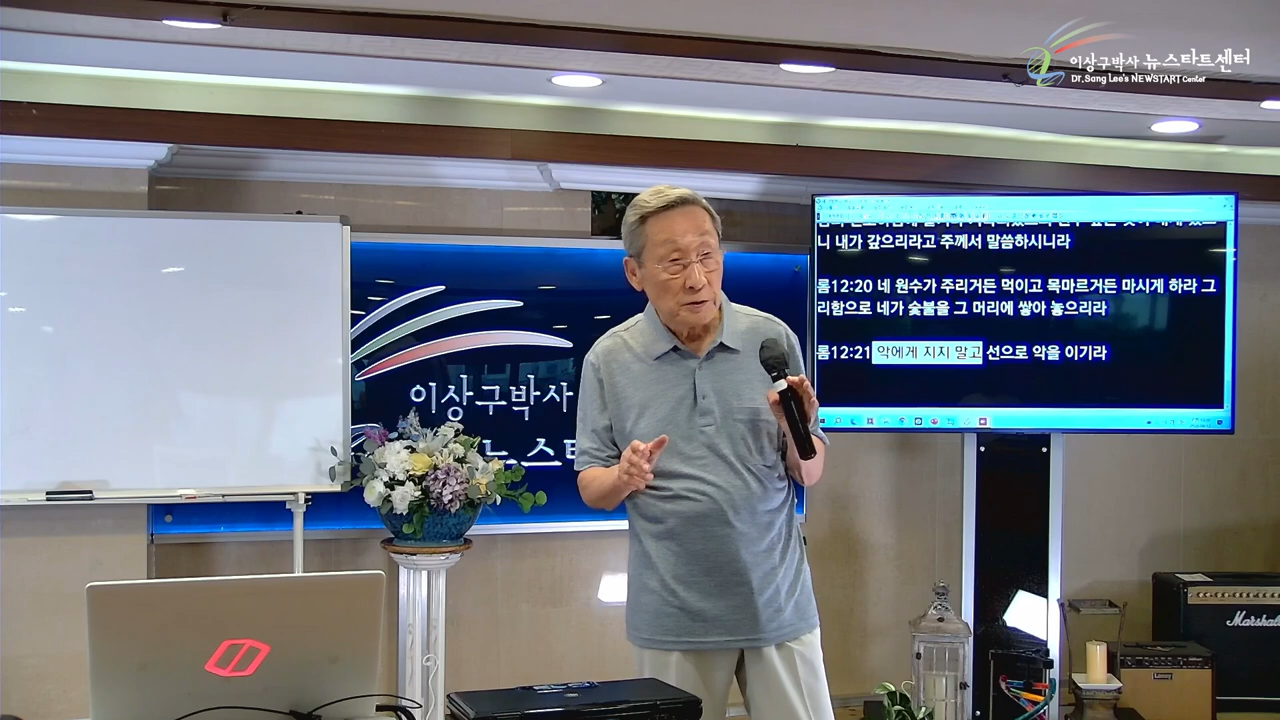 이상구박사 뉴스타트센터
Dr. Sang Lee's NEWSTART Center
니 내가 갚으리라고 주께서 말씀하시니라
롬12:20 네 원수가 주리거든 먹이고 목마르거든 마시게 하라 그
리함으로 네가 숯불을 그 머리에 쌓아 놓으리라
롬12:21 악에게 지지 말고 선으로 악을 이기라
이상구박사
뉴스타
Marshall
Laney